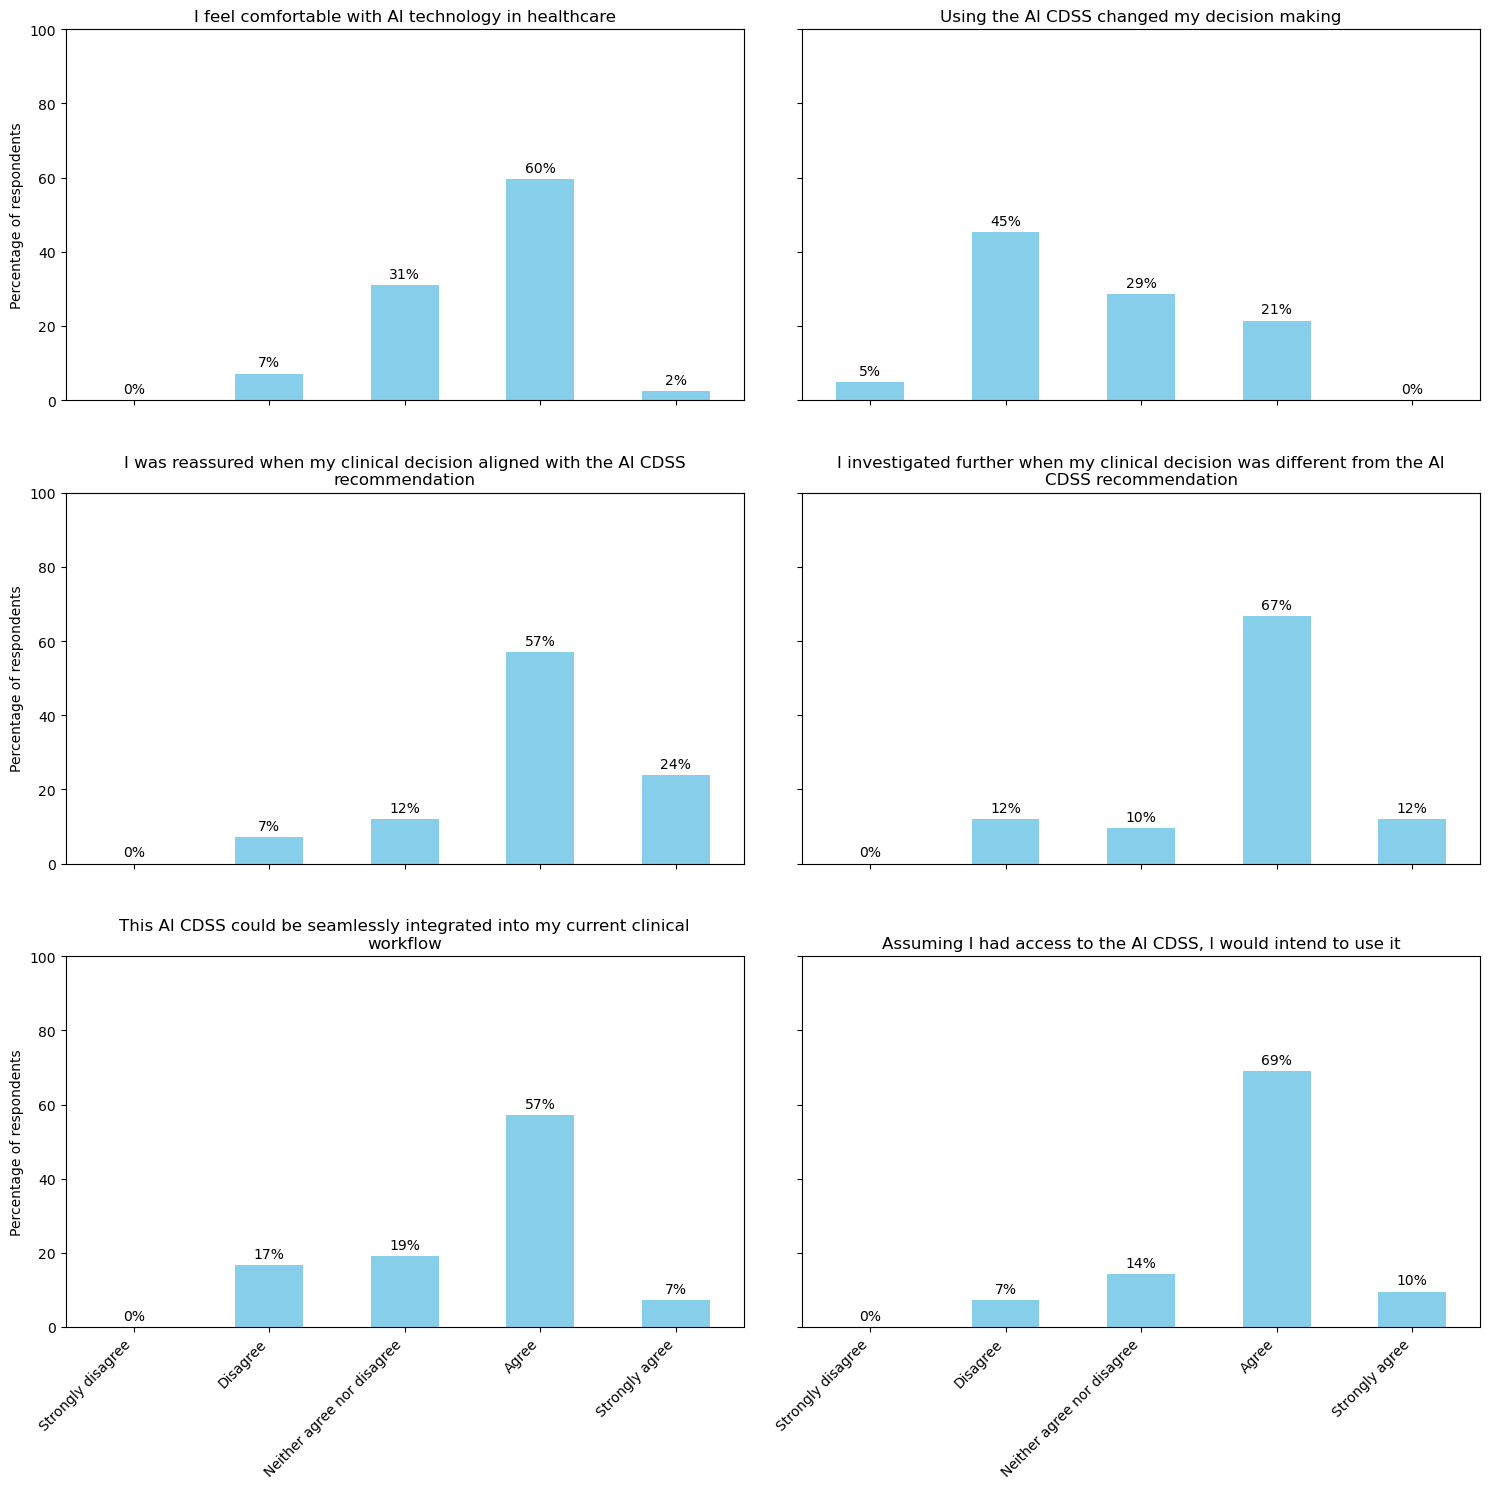 I feel comfortable with AI technology in healthcare
Percentage of respondents
100
80
60
40
20
0
0%
7%
31%
60%
2%
Using the AI CDSS changed my decision making
5%
45%
29%
21%
0%
I was reassured when my clinical decision aligned with the AI CDSS
recommendation
Percentage of respondents
100
80
60
40
20
0
0%
7%
12%
57%
24%
I investigated further when my clinical decision was different from the AI
CDSS recommendation
0%
12%
10%
67%
12%
This AI CDSS could be seamlessly integrated into my current clinical
workflow
Percentage of respondents
100
80
60
40
20
0
0%
17%
19%
57%
7%
Strongly disagree
Disagree
Neither agree nor disagree
Agree
Strongly agree
Assuming I had access to the AI CDSS, I would intend to use it
0%
7%
14%
69%
10%
Strongly disagree
Disagree
Neither agree nor disagree
Agree
Strongly agree